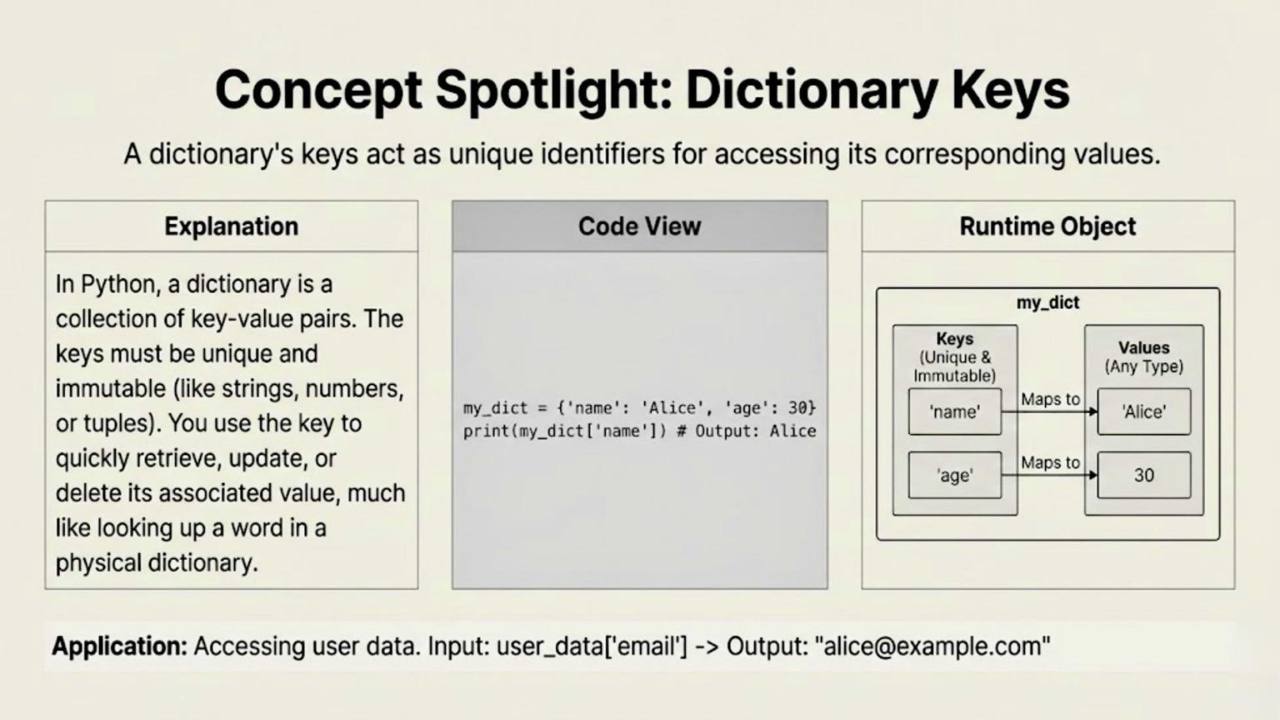 Concept Spotlight: Dictionary Keys
A dictionary's keys act as unique identifiers for accessing its corresponding values.
Explanation
In Python, a dictionary is a
collection of key-value pairs. The
keys must be unique and
immutable (like strings, numbers,
or tuples). You use the key to
quickly retrieve, update, or
delete its associated value, much
like looking up a word in a
physical dictionary.
Code View
my_dict = {'name': 'Alice', 'age': 30}
print(my_dict['name']) # Output: Alice
Runtime Object
my_dict
Keys
(Unique &
Immutable)
Values
(Any Type)
'name'
Maps to
'Alice'
'age'
Maps to
30
Application: Accessing user data. Input: user_data['email'] -> Output: "alice@example.com"